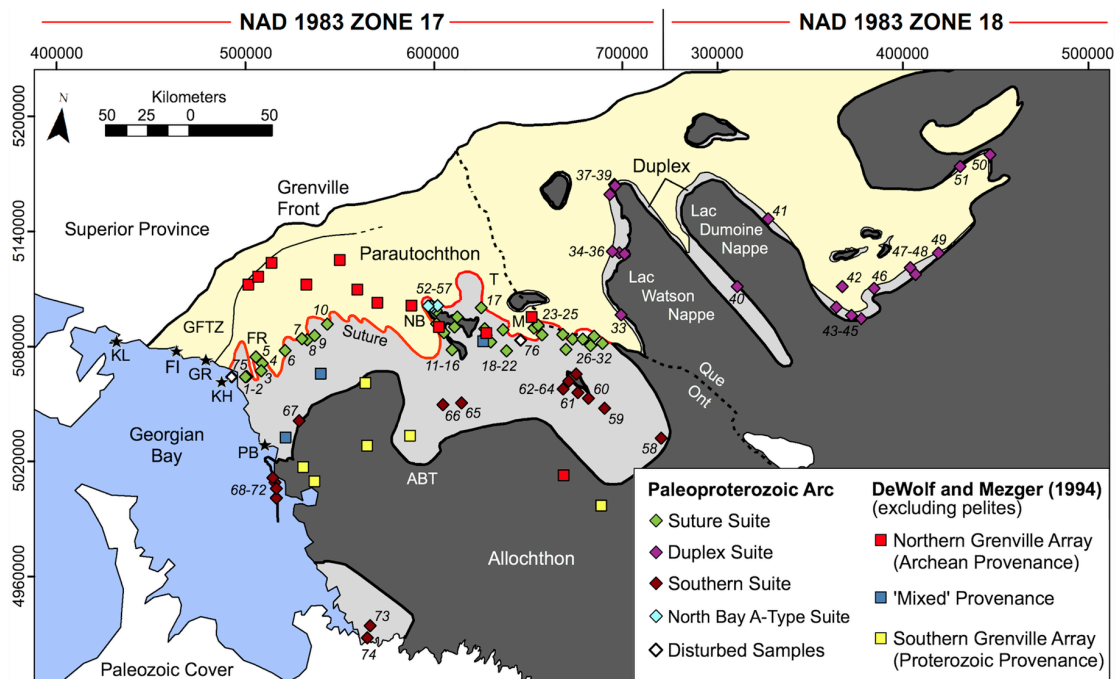 NAD 1983 ZONE 17
NAD 1983 ZONE 18
400000
500000
600000
700000
300000
400000
500000
5200000
5140000
5080000
5020000
4960000
N
Kilometers
50 25 0 50
Superior Province
Grenville
Front
Parautochthon
GFTZ
Suture
Duplex
Lac
Dumoine
Nappe
Lac
Watson
Nappe
Que
Ont
Georgian
Bay
Allochthon
ABT
Paleozoic Cover
KL
FI
GR
KH
PB
FR
NB
T
M
75
1-2
3
4
5
6
7
8
9
10
11-16
17
18-22
23-25
26-32
33
34-36
37-39
40
41
42
43-45
46
47-48
49
50
51
52-57
58
59
60
61
62-64
65
66
67
68-72
73
74
76
Paleoproterozoic Arc
Suture Suite
Duplex Suite
Southern Suite
North Bay A-Type Suite
Disturbed Samples
DeWolf and Mezger (1994)
(excluding pelites)
Northern Grenville Array
(Archean Provenance)
'Mixed' Provenance
Southern Grenville Array
(Proterozoic Provenance)